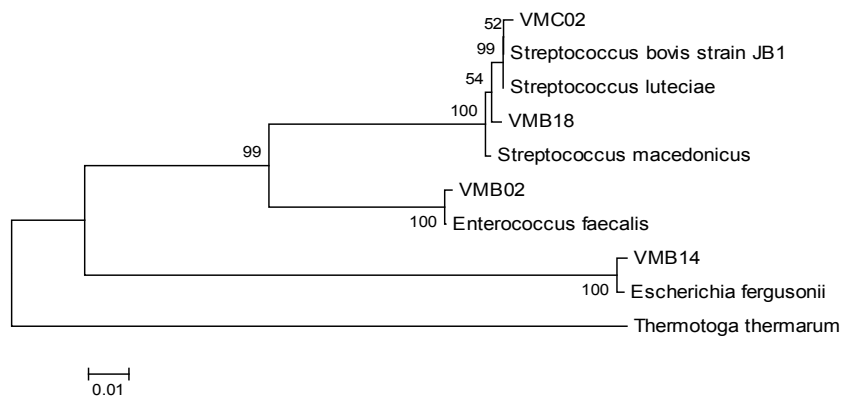 52
VMC02
99
Streptococcus bovis strain JB1
54
Streptococcus luteciae
100
VMB18
99
Streptococcus macedonicus
VMB02
100
Enterococcus faecalis
VMB14
100
Escherichia fergusonii
Thermotoga thermarum
0.01